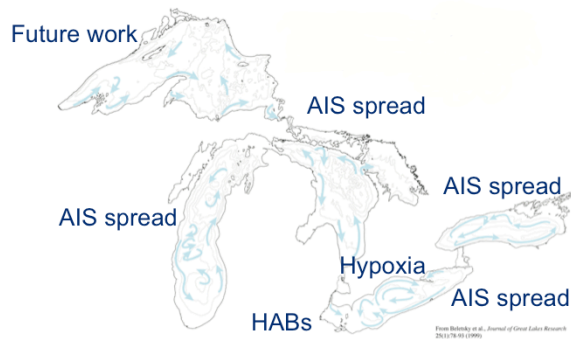 Future work
AIS spread
AIS spread
AIS spread
Hypoxia
AIS spread
HABs
From Beletsky et al., Journal of Great Lakes Research
25(1):78-93 (1999)